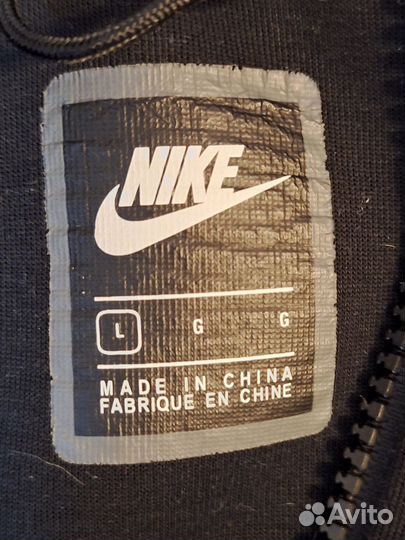 NIKE
L G G
MADE IN CHINA
FABRIQUE EN CHINE
Avito